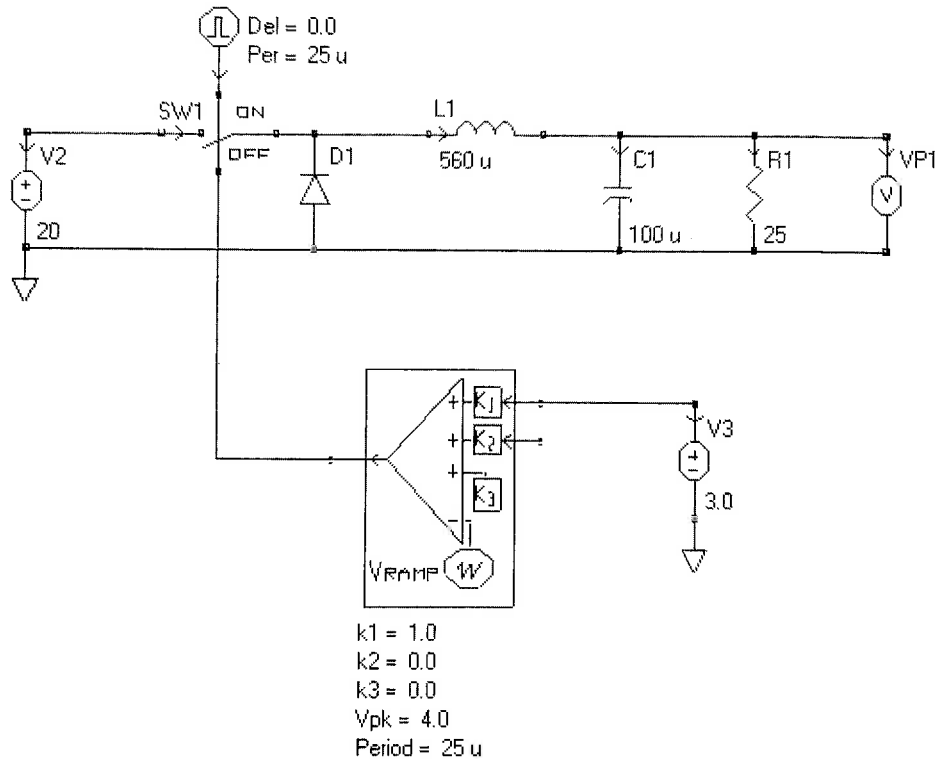 Del = 0.0
Per = 25 u
SW1
ON
OFF
V2
20
D1
L1
560 u
C1
100 u
R1
25
VP1
V
K1
K2
K3
VRAMP
V3
3.0
k1 = 1.0
k2 = 0.0
k3 = 0.0
Vpk = 4.0
Period = 25 u